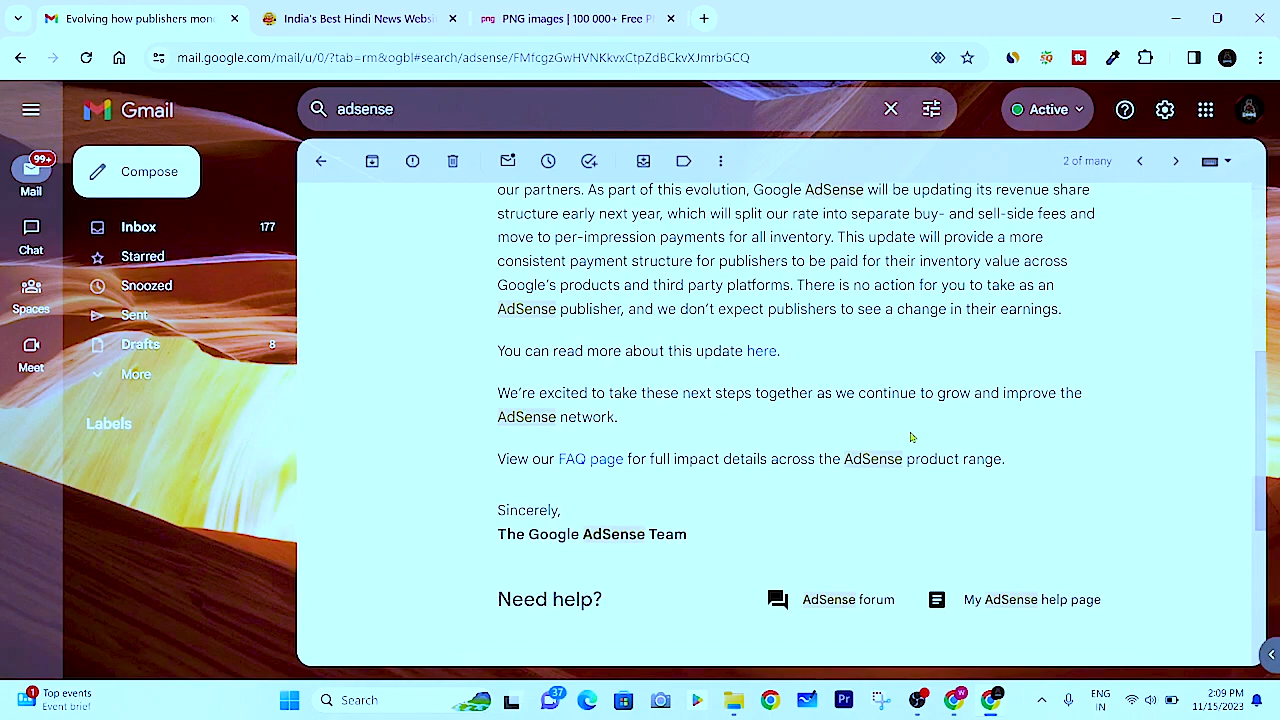 Evolving how publishers mon
India's Best Hindi News Websi
png
PNG images | 100 000+ Free P
mail.google.com/mail/u/0/?tab=rm&ogbl#search/adsense/FMfcgzGwHVNKkvxCtpZdBCkvXJmrbGCQ
Gmail
adsense
Active
99+
Mail
Compose
2 of many
Chat
Inbox 177
Starred
Snoozed
Spaces
Sent
Drafts 8
Meet
More
Labels
our partners. As part of this evolution, Google AdSense will be updating its revenue share
structure early next year, which will split our rate into separate buy- and sell-side fees and
move to per-impression payments for all inventory. This update will provide a more
consistent payment structure for publishers to be paid for their inventory value across
Google's products and third party platforms. There is no action for you to take as an
AdSense publisher, and we don't expect publishers to see a change in their earnings.
You can read more about this update here.
We're excited to take these next steps together as we continue to grow and improve the
AdSense network.
View our FAQ page for full impact details across the AdSense product range.
Sincerely,
The Google AdSense Team
Need help?
AdSense forum
My AdSense help page
1
Top events
Event brief
Search
37
Pr
W
ENG
IN
2:09 PM
11/15/2023